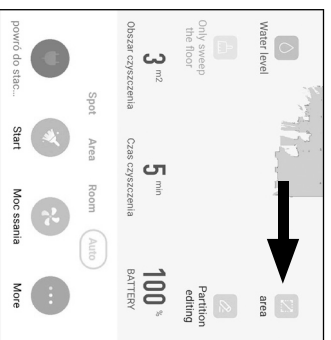 Water level
area
Only sweep
the floor
Partition
editing
3 m2
5 min
100 %
Obszar czyszczenia
Czas czyszczenia
BATTERY
Spot
Area
Room
Auto
powró do stac...
Start
Moc ssania
More